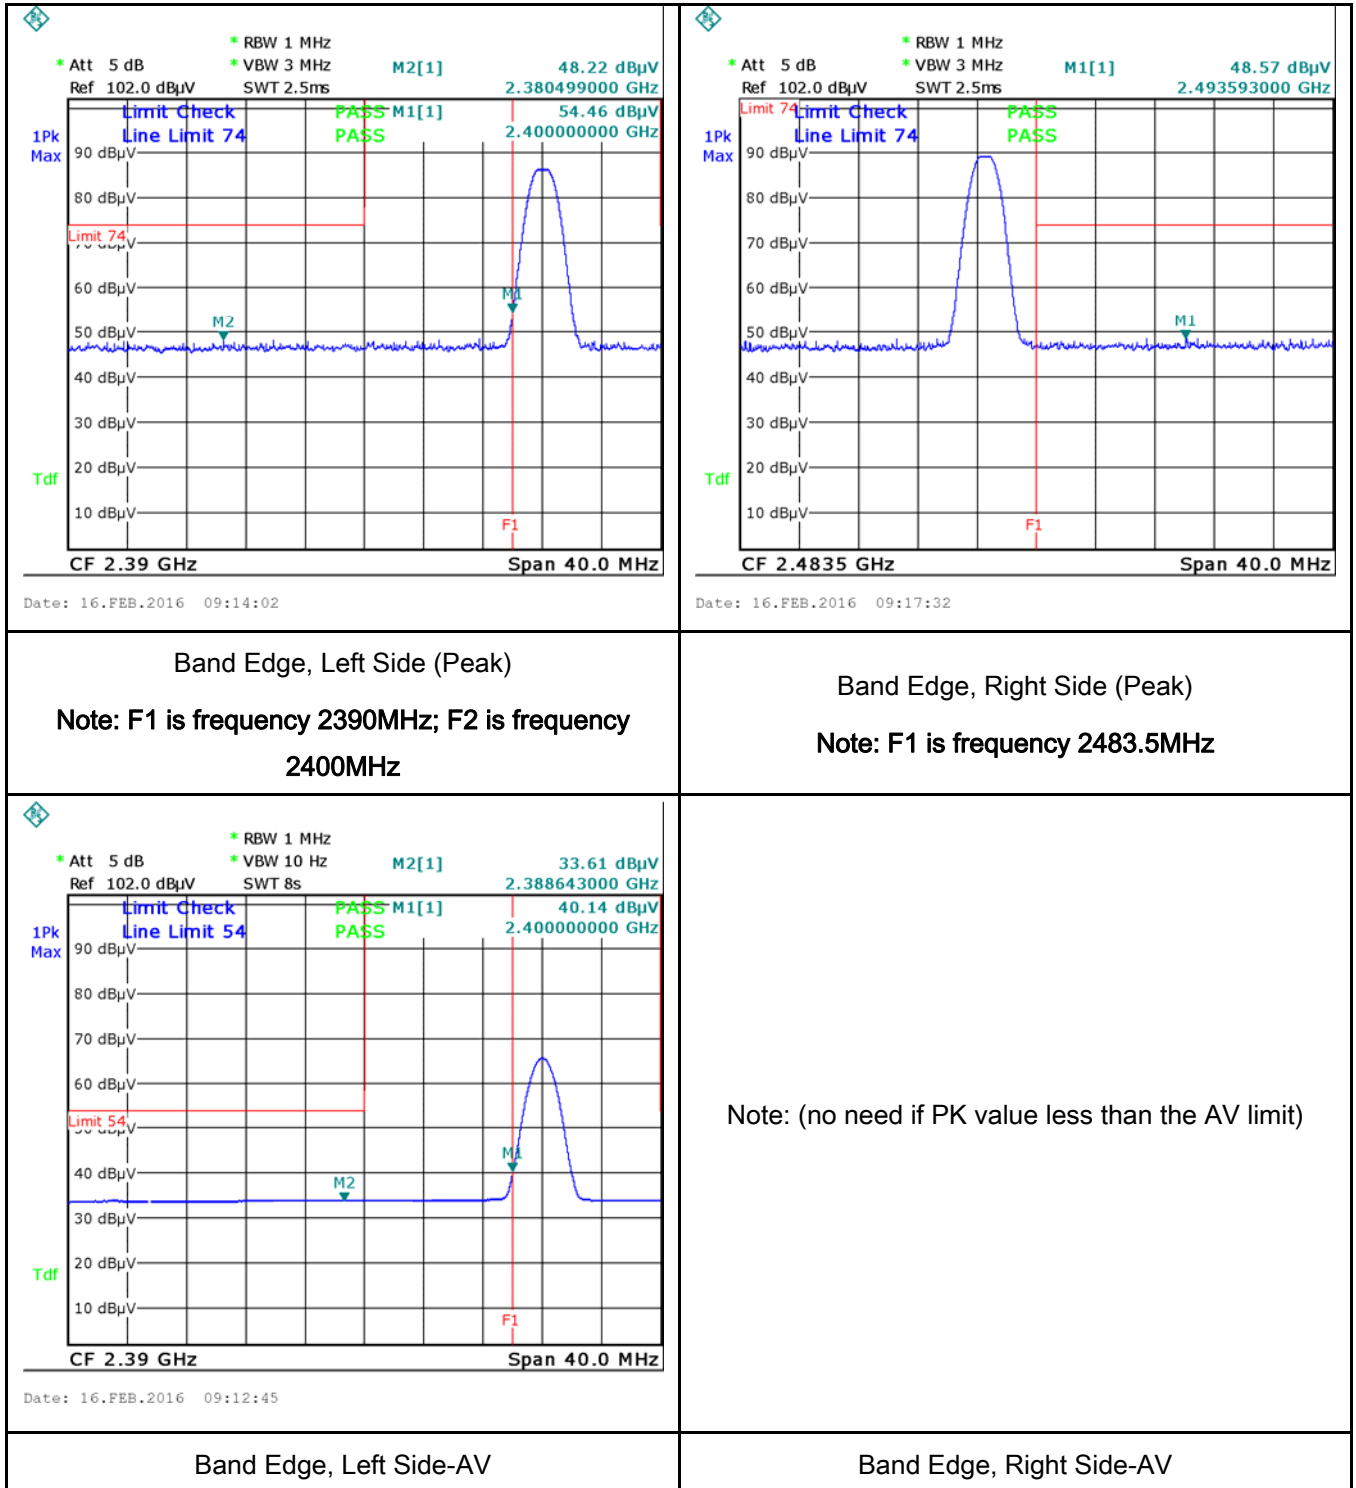 * RBW 1 MHz
* Att 5 dB * VBW 3 MHz M2[1] 48.22 dBµV
Ref 102.0 dBµV SWT 2.5ms 2.380499000 GHz
Limit Check PASS M1[1] 54.46 dBµV
1Pk Line Limit 74 PASS 2.400000000 GHz
Max 90 dBµV
80 dBµV
Limit 74
70 dBµV
60 dBµV
M1
50 dBµV M2
40 dBµV
30 dBµV
Tdf 20 dBµV
10 dBµV
F1
CF 2.39 GHz Span 40.0 MHz
Date: 16.FEB.2016 09:14:02
* RBW 1 MHz
* Att 5 dB * VBW 3 MHz M1[1] 48.57 dBµV
Ref 102.0 dBµV SWT 2.5ms 2.493593000 GHz
Limit 74 Limit Check PASS
1Pk Line Limit 74 PASS
Max 90 dBµV
80 dBµV
70 dBµV
60 dBµV
50 dBµV M1
40 dBµV
30 dBµV
Tdf 20 dBµV
10 dBµV
F1
CF 2.4835 GHz Span 40.0 MHz
Date: 16.FEB.2016 09:17:32
Band Edge, Left Side (Peak)
Note: F1 is frequency 2390MHz; F2 is frequency
2400MHz
Band Edge, Right Side (Peak)
Note: F1 is frequency 2483.5MHz
* RBW 1 MHz
* Att 5 dB * VBW 10 Hz M2[1] 33.61 dBµV
Ref 102.0 dBµV SWT 8s 2.388643000 GHz
Limit Check PASS M1[1] 40.14 dBµV
1Pk Line Limit 54 PASS 2.400000000 GHz
Max 90 dBµV
80 dBµV
70 dBµV
60 dBµV
Limit 54
50 dBµV
M1
40 dBµV
M2
30 dBµV
Tdf 20 dBµV
10 dBµV
F1
CF 2.39 GHz Span 40.0 MHz
Date: 16.FEB.2016 09:12:45
Note: (no need if PK value less than the AV limit)
Band Edge, Left Side-AV
Band Edge, Right Side-AV